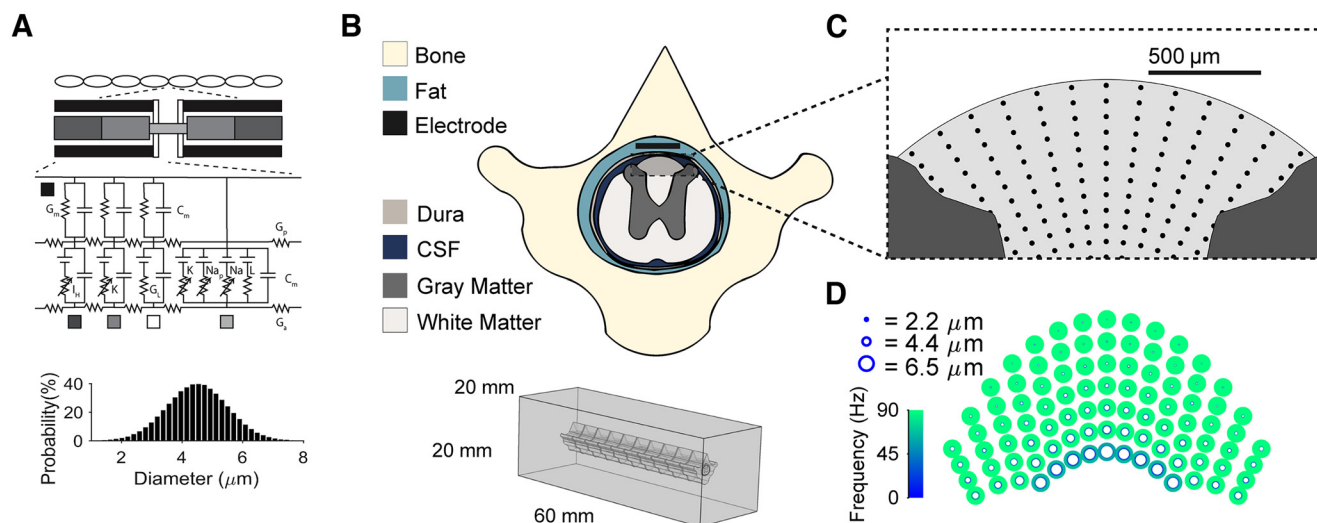 A
G_m
C_m
G_p
I_H
K
G_L
K
Na_p
Na
L
C_m
G_a
Probability(%)
40
20
0
2
4
6
8
Diameter (μm)
B
Bone
Fat
Electrode
Dura
CSF
Gray Matter
White Matter
20 mm
20 mm
60 mm
C
500 μm
D
= 2.2 μm
= 4.4 μm
= 6.5 μm
Frequency (Hz)
90
45
0